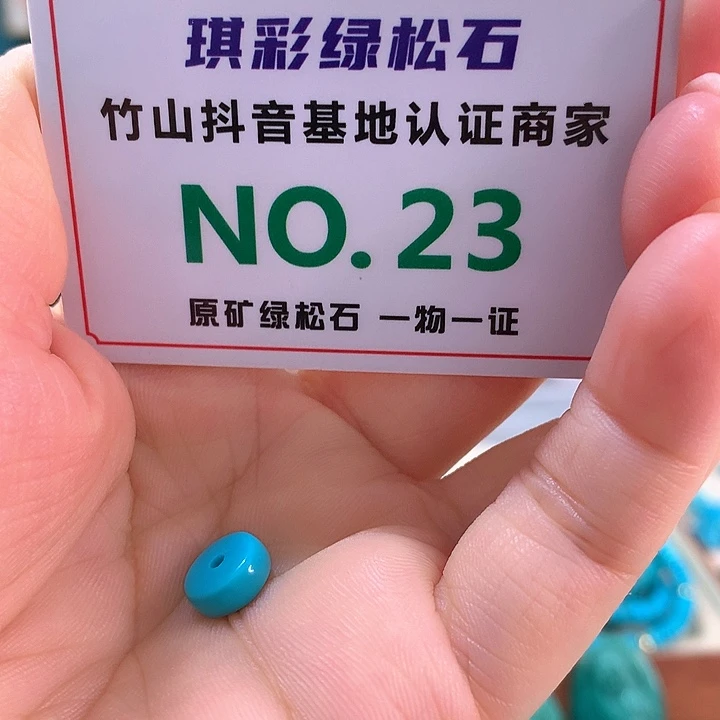 琪彩绿松石
竹山抖音基地认证商家
NO.23
原矿绿松石 一物一证